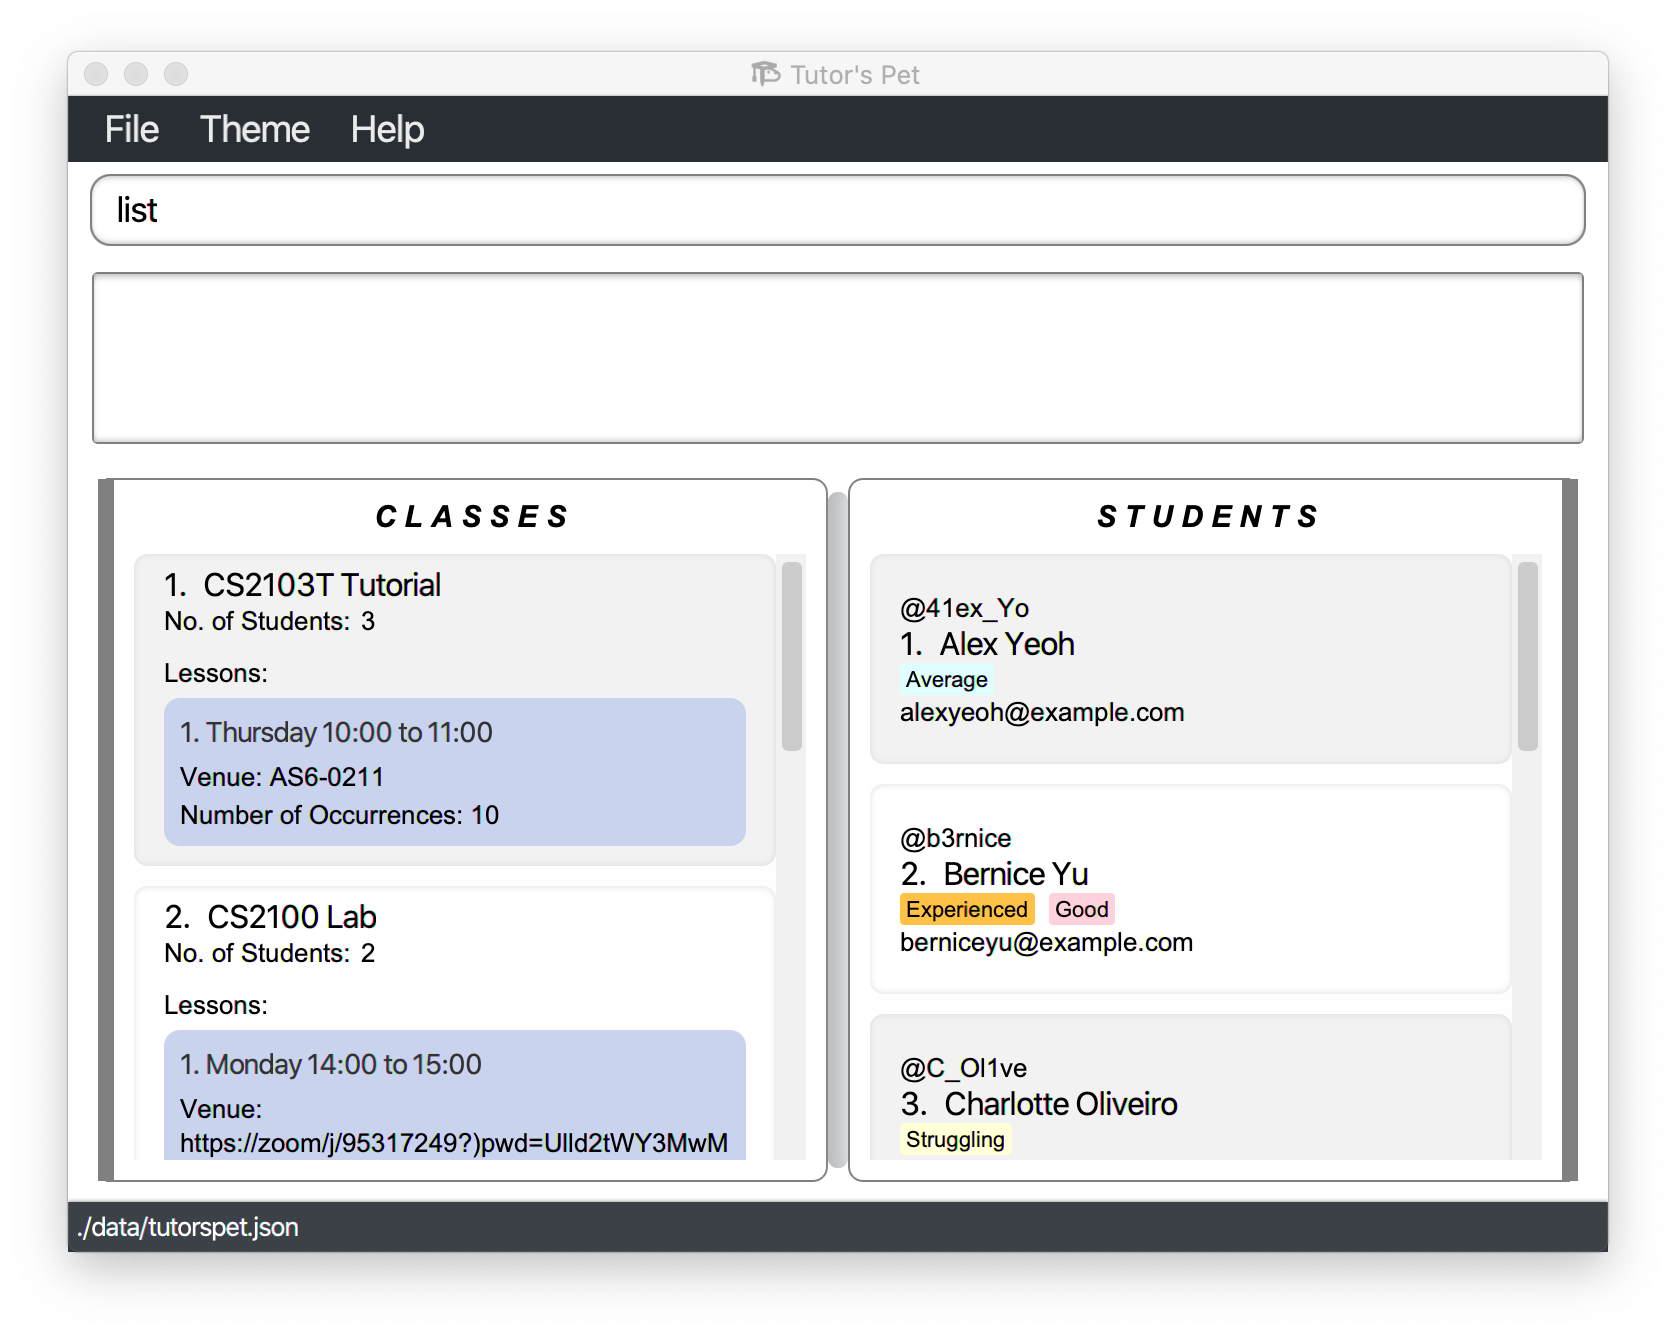 Tutor's Pet
File Theme Help
list
CLASSES
1. CS2103T Tutorial
No. of Students: 3
Lessons:
1. Thursday 10:00 to 11:00
Venue: AS6-0211
Number of Occurrences: 10
2. CS2100 Lab
No. of Students: 2
Lessons:
1. Monday 14:00 to 15:00
Venue:
https://zoom/j/95317249?)pwd=Ulld2tWY3MwM
STUDENTS
@41ex_Yo
1. Alex Yeoh
Average
alexyeoh@example.com
@b3rnice
2. Bernice Yu
Experienced Good
berniceyu@example.com
@C_Ol1ve
3. Charlotte Oliveiro
Struggling
./data/tutorspet.json